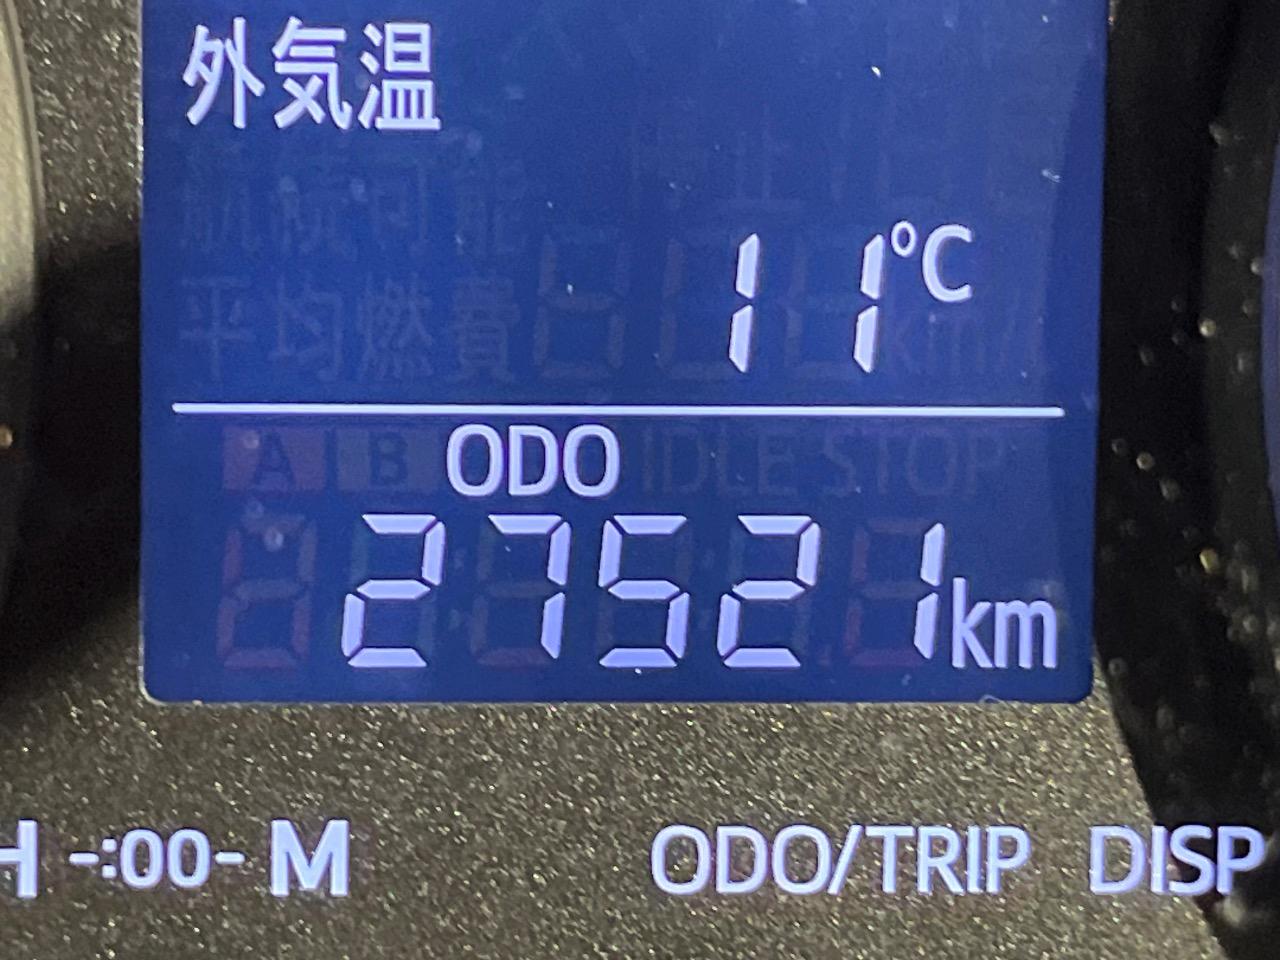 外気温
11℃
ODO
27521km
H -:00- M ODO/TRIP DISP